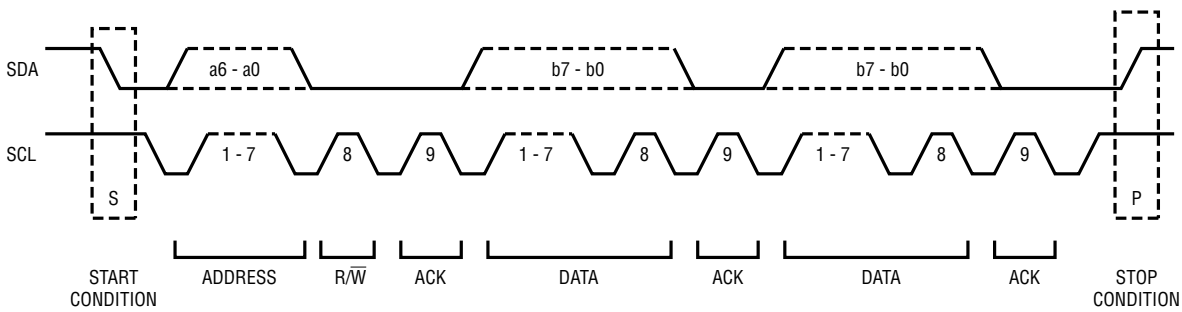 SDA
a6 - a0
b7 - b0
b7 - b0
SCL
1 - 7
8
9
1 - 7
8
9
1 - 7
8
9
S
P
START
CONDITION
ADDRESS
R/W̅
ACK
DATA
ACK
DATA
ACK
STOP
CONDITION